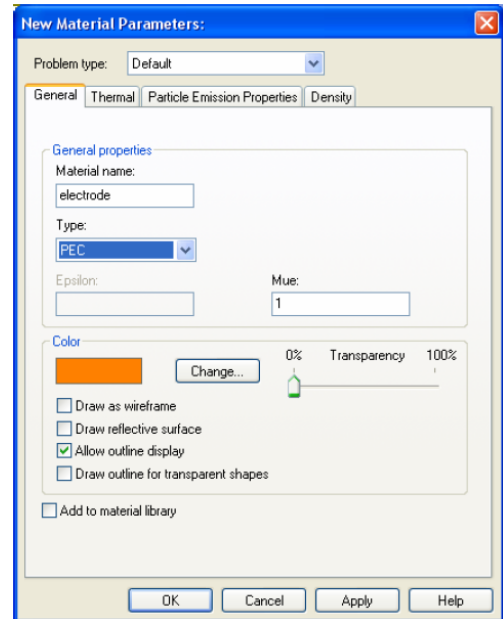 New Material Parameters:
Problem type: Default
General Thermal Particle Emission Properties Density
General properties
Material name:
electrode
Type:
PEC
Epsilon: Mue:
1
Color
0% Transparency 100%
Change...
Draw as wireframe
Draw reflective surface
Allow outline display
Draw outline for transparent shapes
Add to material library
OK Cancel Apply Help